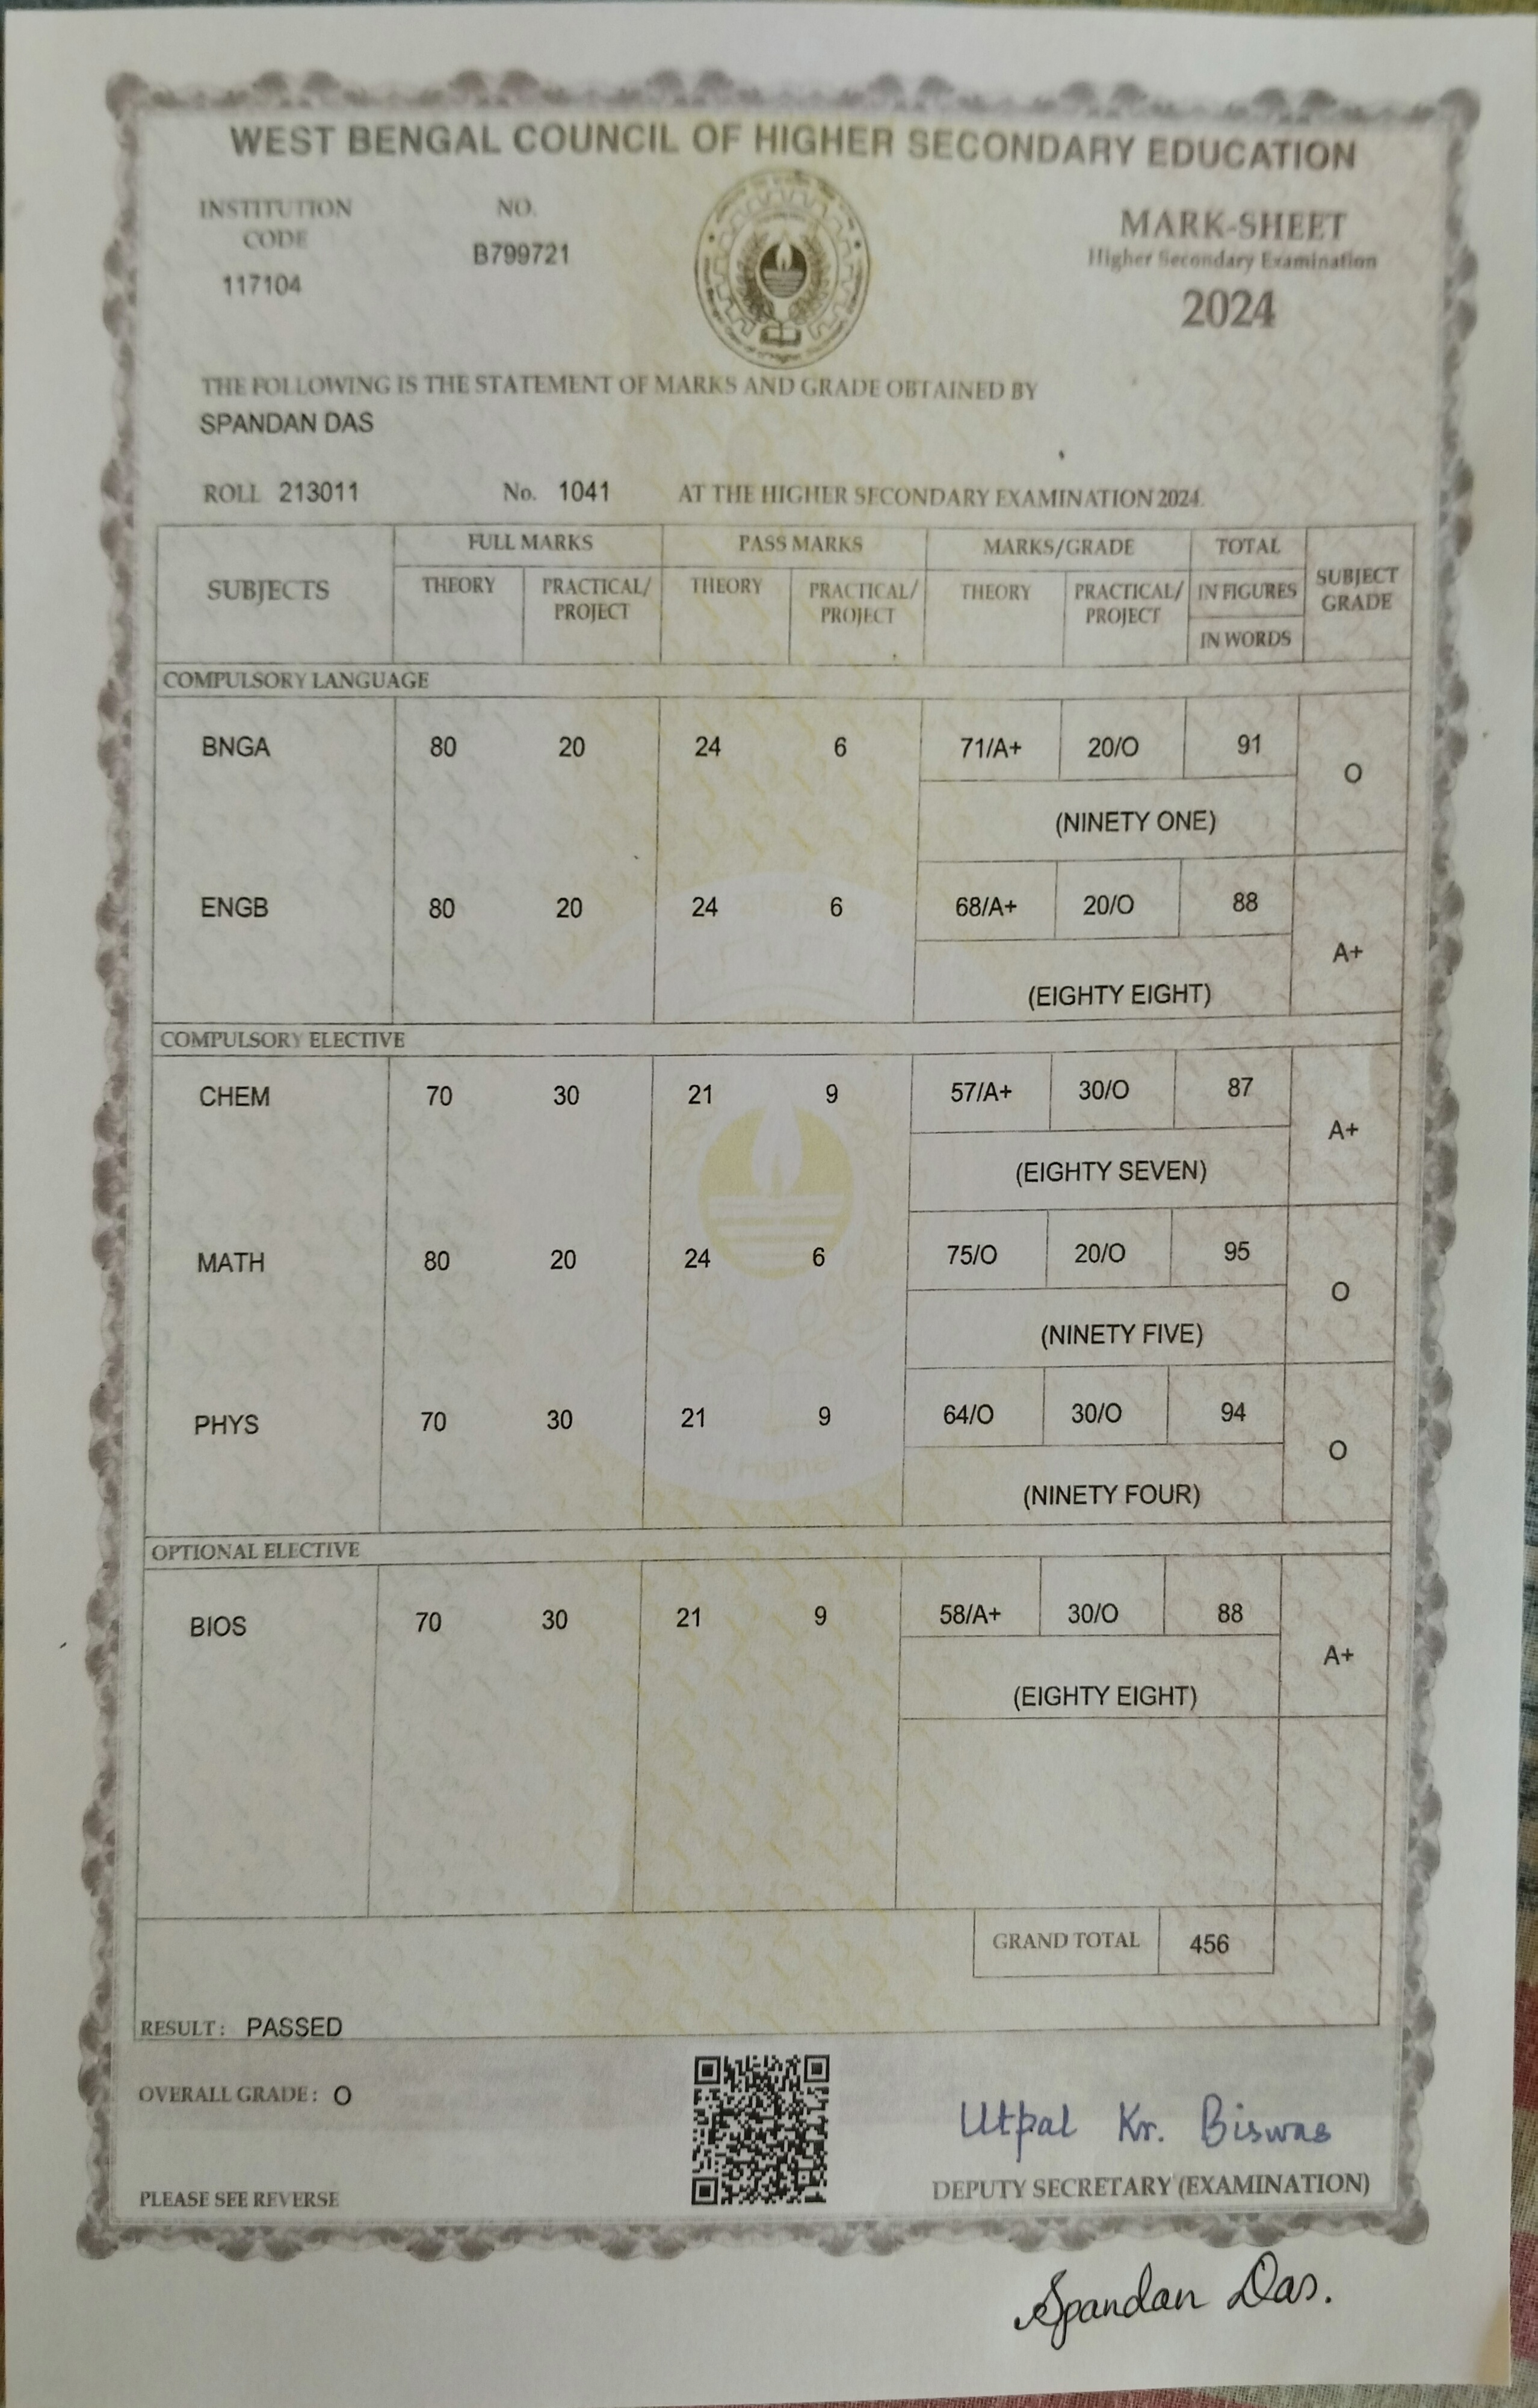 WEST BENGAL COUNCIL OF HIGHER SECONDARY EDUCATION
INSTITUTION CODE
117104
NO.
B799721
MARK-SHEET
Higher Secondary Examination
2024
THE FOLLOWING IS THE STATEMENT OF MARKS AND GRADE OBTAINED BY
SPANDAN DAS
ROLL 213011 No. 1041 AT THE HIGHER SECONDARY EXAMINATION 2024.
SUBJECTS FULL MARKS PASS MARKS MARKS/GRADE TOTAL SUBJECT GRADE
THEORY PRACTICAL/PROJECT THEORY PRACTICAL/PROJECT THEORY PRACTICAL/PROJECT IN FIGURES
IN WORDS
COMPULSORY LANGUAGE
BNGA 80 20 24 6 71/A+ 20/O 91 O
(NINETY ONE)
ENGB 80 20 24 6 68/A+ 20/O 88 A+
(EIGHTY EIGHT)
COMPULSORY ELECTIVE
CHEM 70 30 21 9 57/A+ 30/O 87 A+
(EIGHTY SEVEN)
MATH 80 20 24 6 75/O 20/O 95 O
(NINETY FIVE)
PHYS 70 30 21 9 64/O 30/O 94 O
(NINETY FOUR)
OPTIONAL ELECTIVE
BIOS 70 30 21 9 58/A+ 30/O 88 A+
(EIGHTY EIGHT)
GRAND TOTAL 456
RESULT: PASSED
OVERALL GRADE: O
Utpal Kr. Biswas
PLEASE SEE REVERSE
DEPUTY SECRETARY (EXAMINATION)
Spandan Das.